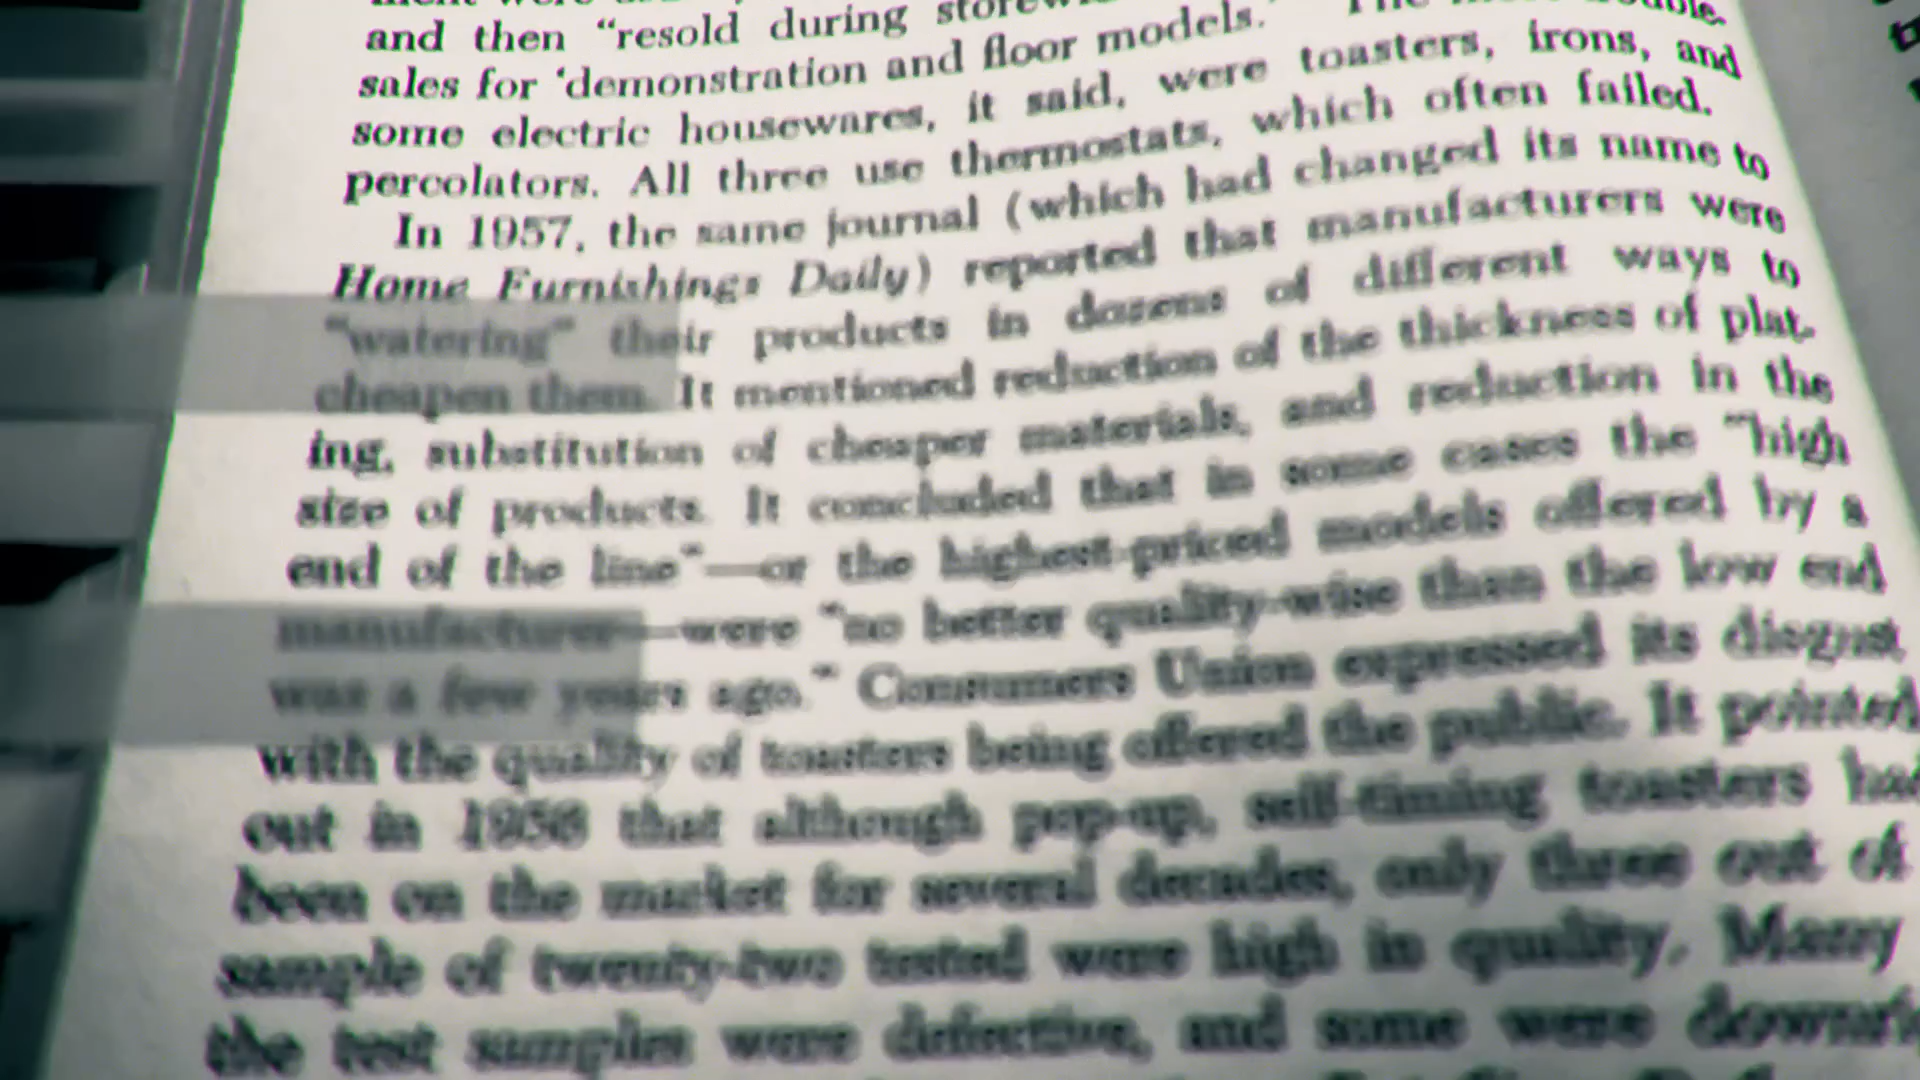 and then “resold during
sales for ‘demonstration and floor models.” The more trouble-
some electric housewares, it said, were toasters, irons, and
percolators. All three use thermostats, which often failed.
In 1957, the same journal (which had changed its name to
Home Furnishings Daily) reported that manufacturers were
“watering” their products in dozens of different ways to
cheapen them. It mentioned reduction of the thickness of plat-
ing, substitution of cheaper materials, and reduction in the
size of products. It concluded that in some cases the “high
end of the line”—or the highest-priced models offered by a
manufacturer—were “no better quality-wise than the low end
was a few years ago.” Consumers Union expressed its disgust
with the quality of toasters being offered the public. It pointed
out in 1956 that although pop-up, self-timing toasters had
been on the market for several decades, only three out of
sample of twenty-two tested were high in quality. Many
the test samples were defective, and some were